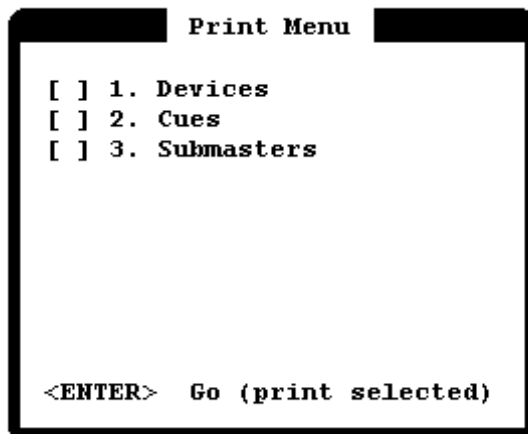 Print Menu
[ ] 1. Devices
[ ] 2. Cues
[ ] 3. Submasters
<ENTER> Go (print selected)